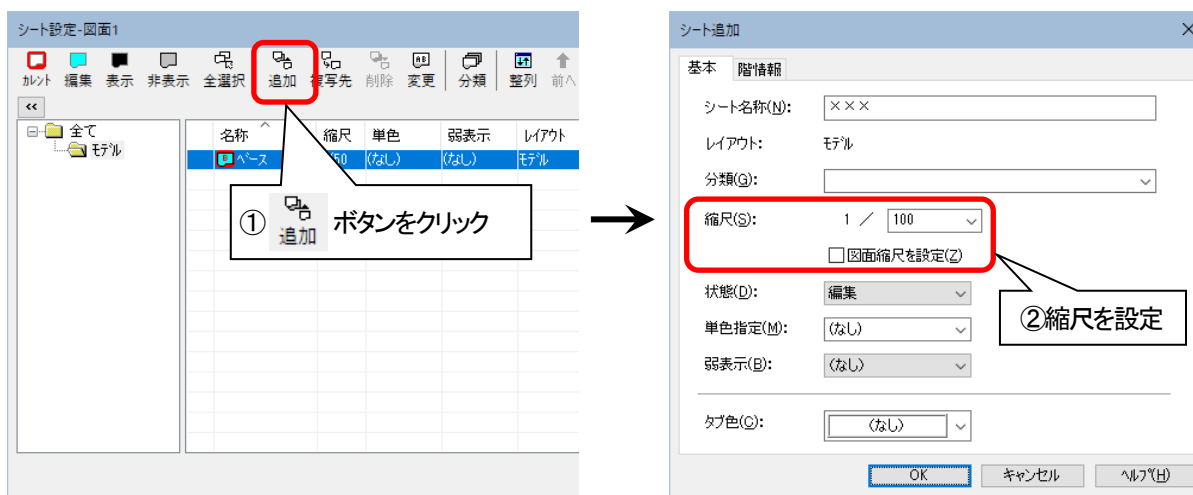 シート設定-図面1
ｶﾚﾝﾄ 編集 表示 非表示 全選択 追加 複写先 削除 変更 分類 整列 前へ
<<
全て
ﾓﾃﾞﾙ
名称 縮尺 単色 弱表示 ﾚｲｱｳﾄ
ﾍﾞｰｽ (なし) (なし) ﾓﾃﾞﾙ
① 追加 ボタンをクリック
シート追加
基本 階情報
シート名称(N): ×××
レイアウト: ﾓﾃﾞﾙ
分類(G):
縮尺(S): 1 ／ 100
図面縮尺を設定(Z)
状態(D): 編集
単色指定(M): (なし)
弱表示(B): (なし)
タブ色(C): (なし)
②縮尺を設定
OK キャンセル ﾍﾙﾌﾟ(H)